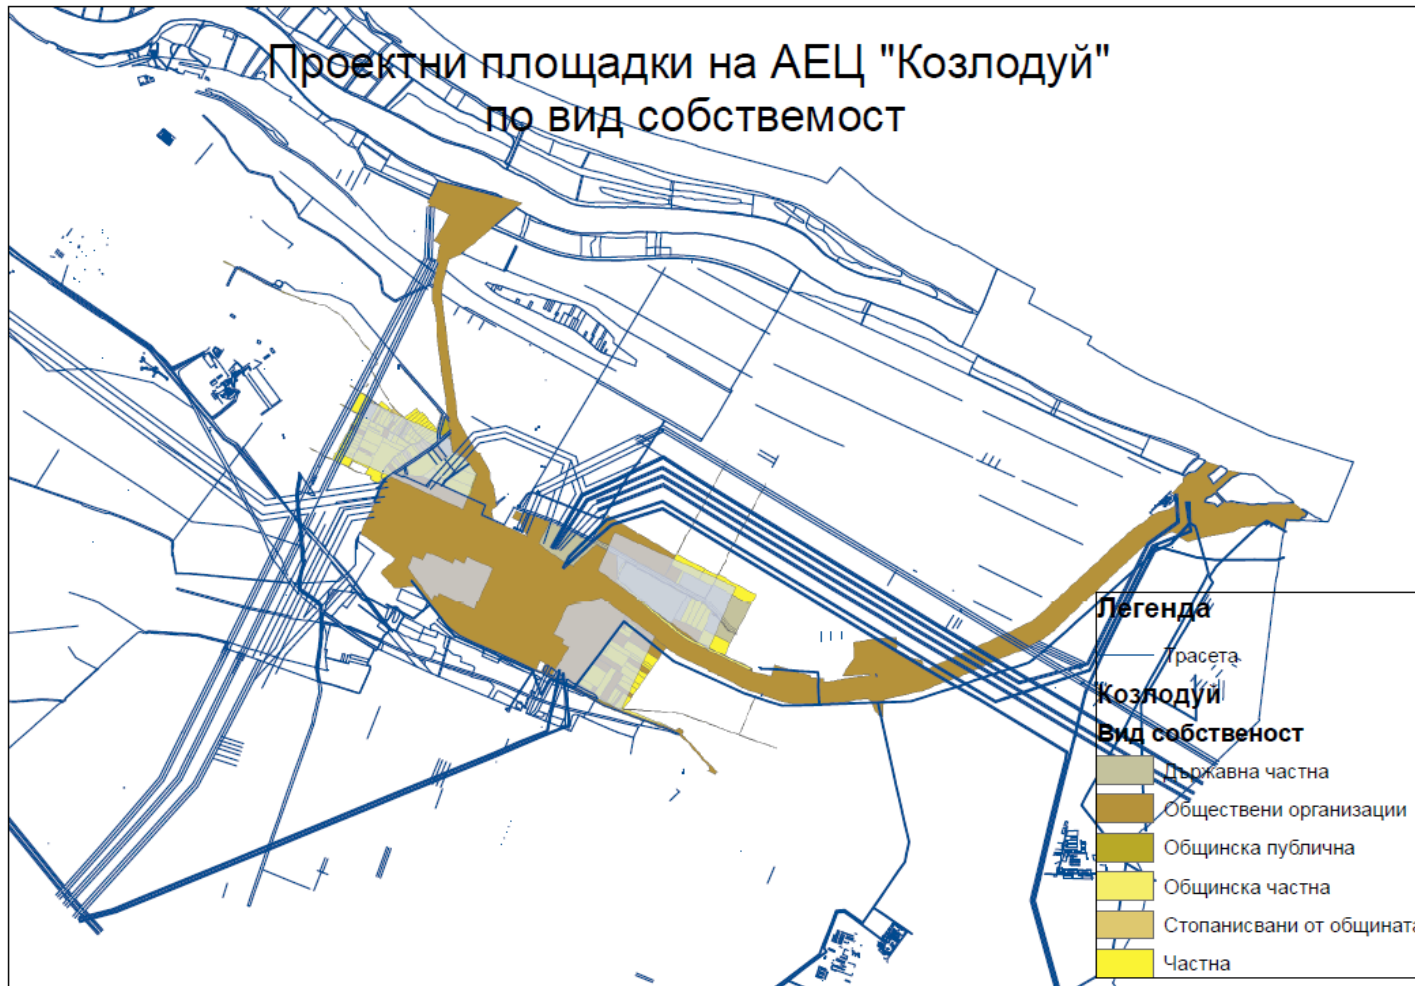 Проектни площадки на АЕЦ "Козлодуй"
по вид собствемост
Легенда
Трасета
Козлодуй
Вид собственост
Държавна частна
Обществени организации
Общинска публична
Общинска частна
Стопанисвани от общината
Частна